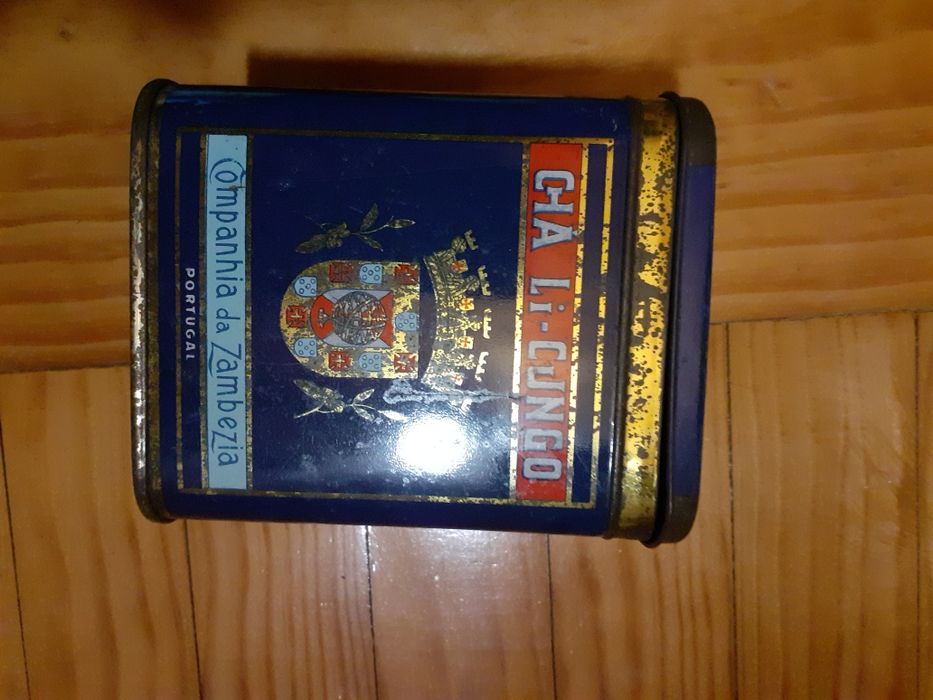 CHÁ LI-CUNGO
Companhia da Zambezia
PORTUGAL